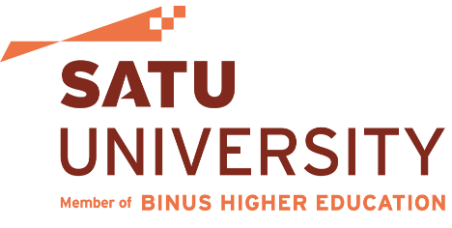 SATU
UNIVERSITY
Member of BINUS HIGHER EDUCATION